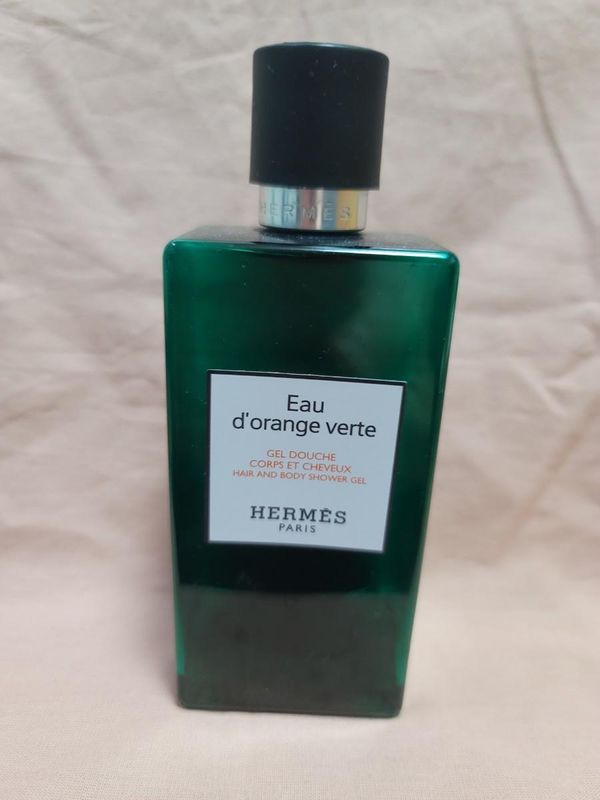 HERMÈS
Eau
d'orange verte
GEL DOUCHE
CORPS ET CHEVEUX
HAIR AND BODY SHOWER GEL
HERMÈS
PARIS